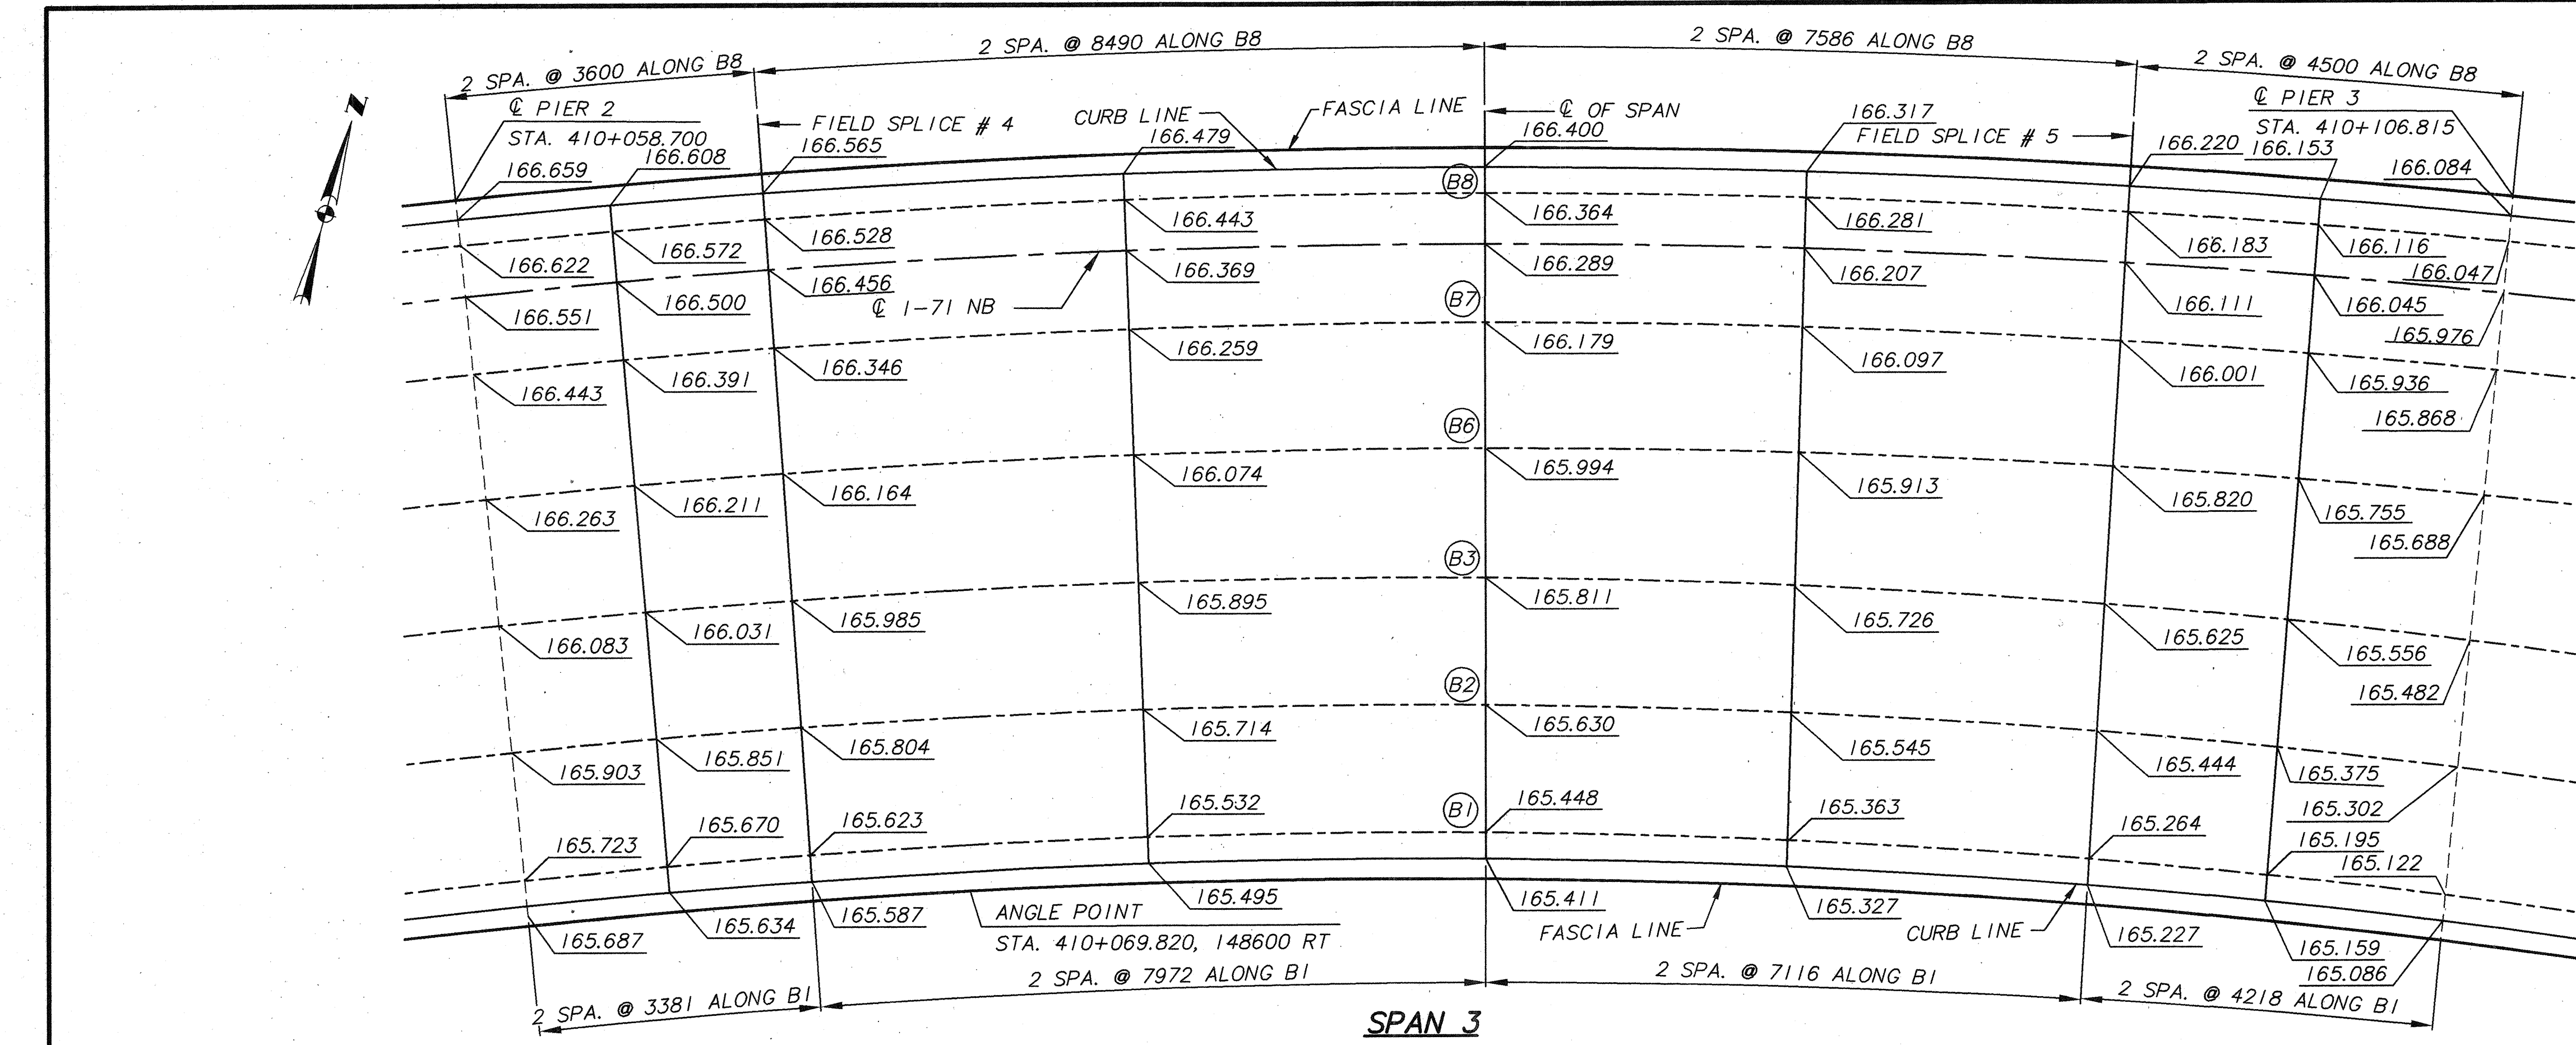 2 SPA. @ 3600 ALONG B8
2 SPA. @ 8490 ALONG B8
2 SPA. @ 7586 ALONG B8
2 SPA. @ 4500 ALONG B8
N
℄ PIER 2
STA. 410+058.700
FIELD SPLICE # 4
CURB LINE
FASCIA LINE
℄ OF SPAN
FIELD SPLICE # 5
℄ PIER 3
STA. 410+106.815
166.659
166.608
166.565
166.479
166.400
166.317
166.220
166.153
166.084
B8
166.622
166.572
166.528
166.443
166.364
166.281
166.183
166.116
166.047
℄ I-71 NB
166.551
166.500
166.456
166.369
166.289
166.207
166.111
166.045
165.976
B7
166.443
166.391
166.346
166.259
166.179
166.097
166.001
165.936
165.868
B6
166.263
166.211
166.164
166.074
165.994
165.913
165.820
165.755
165.688
B3
166.083
166.031
165.985
165.895
165.811
165.726
165.625
165.556
165.482
B2
165.903
165.851
165.804
165.714
165.630
165.545
165.444
165.375
165.302
B1
165.723
165.670
165.623
165.532
165.448
165.363
165.264
165.195
165.122
165.687
165.634
165.587
165.495
165.411
165.327
165.227
165.159
165.086
ANGLE POINT
STA. 410+069.820, 148600 RT
FASCIA LINE
CURB LINE
2 SPA. @ 3381 ALONG B1
2 SPA. @ 7972 ALONG B1
2 SPA. @ 7116 ALONG B1
2 SPA. @ 4218 ALONG B1
SPAN 3